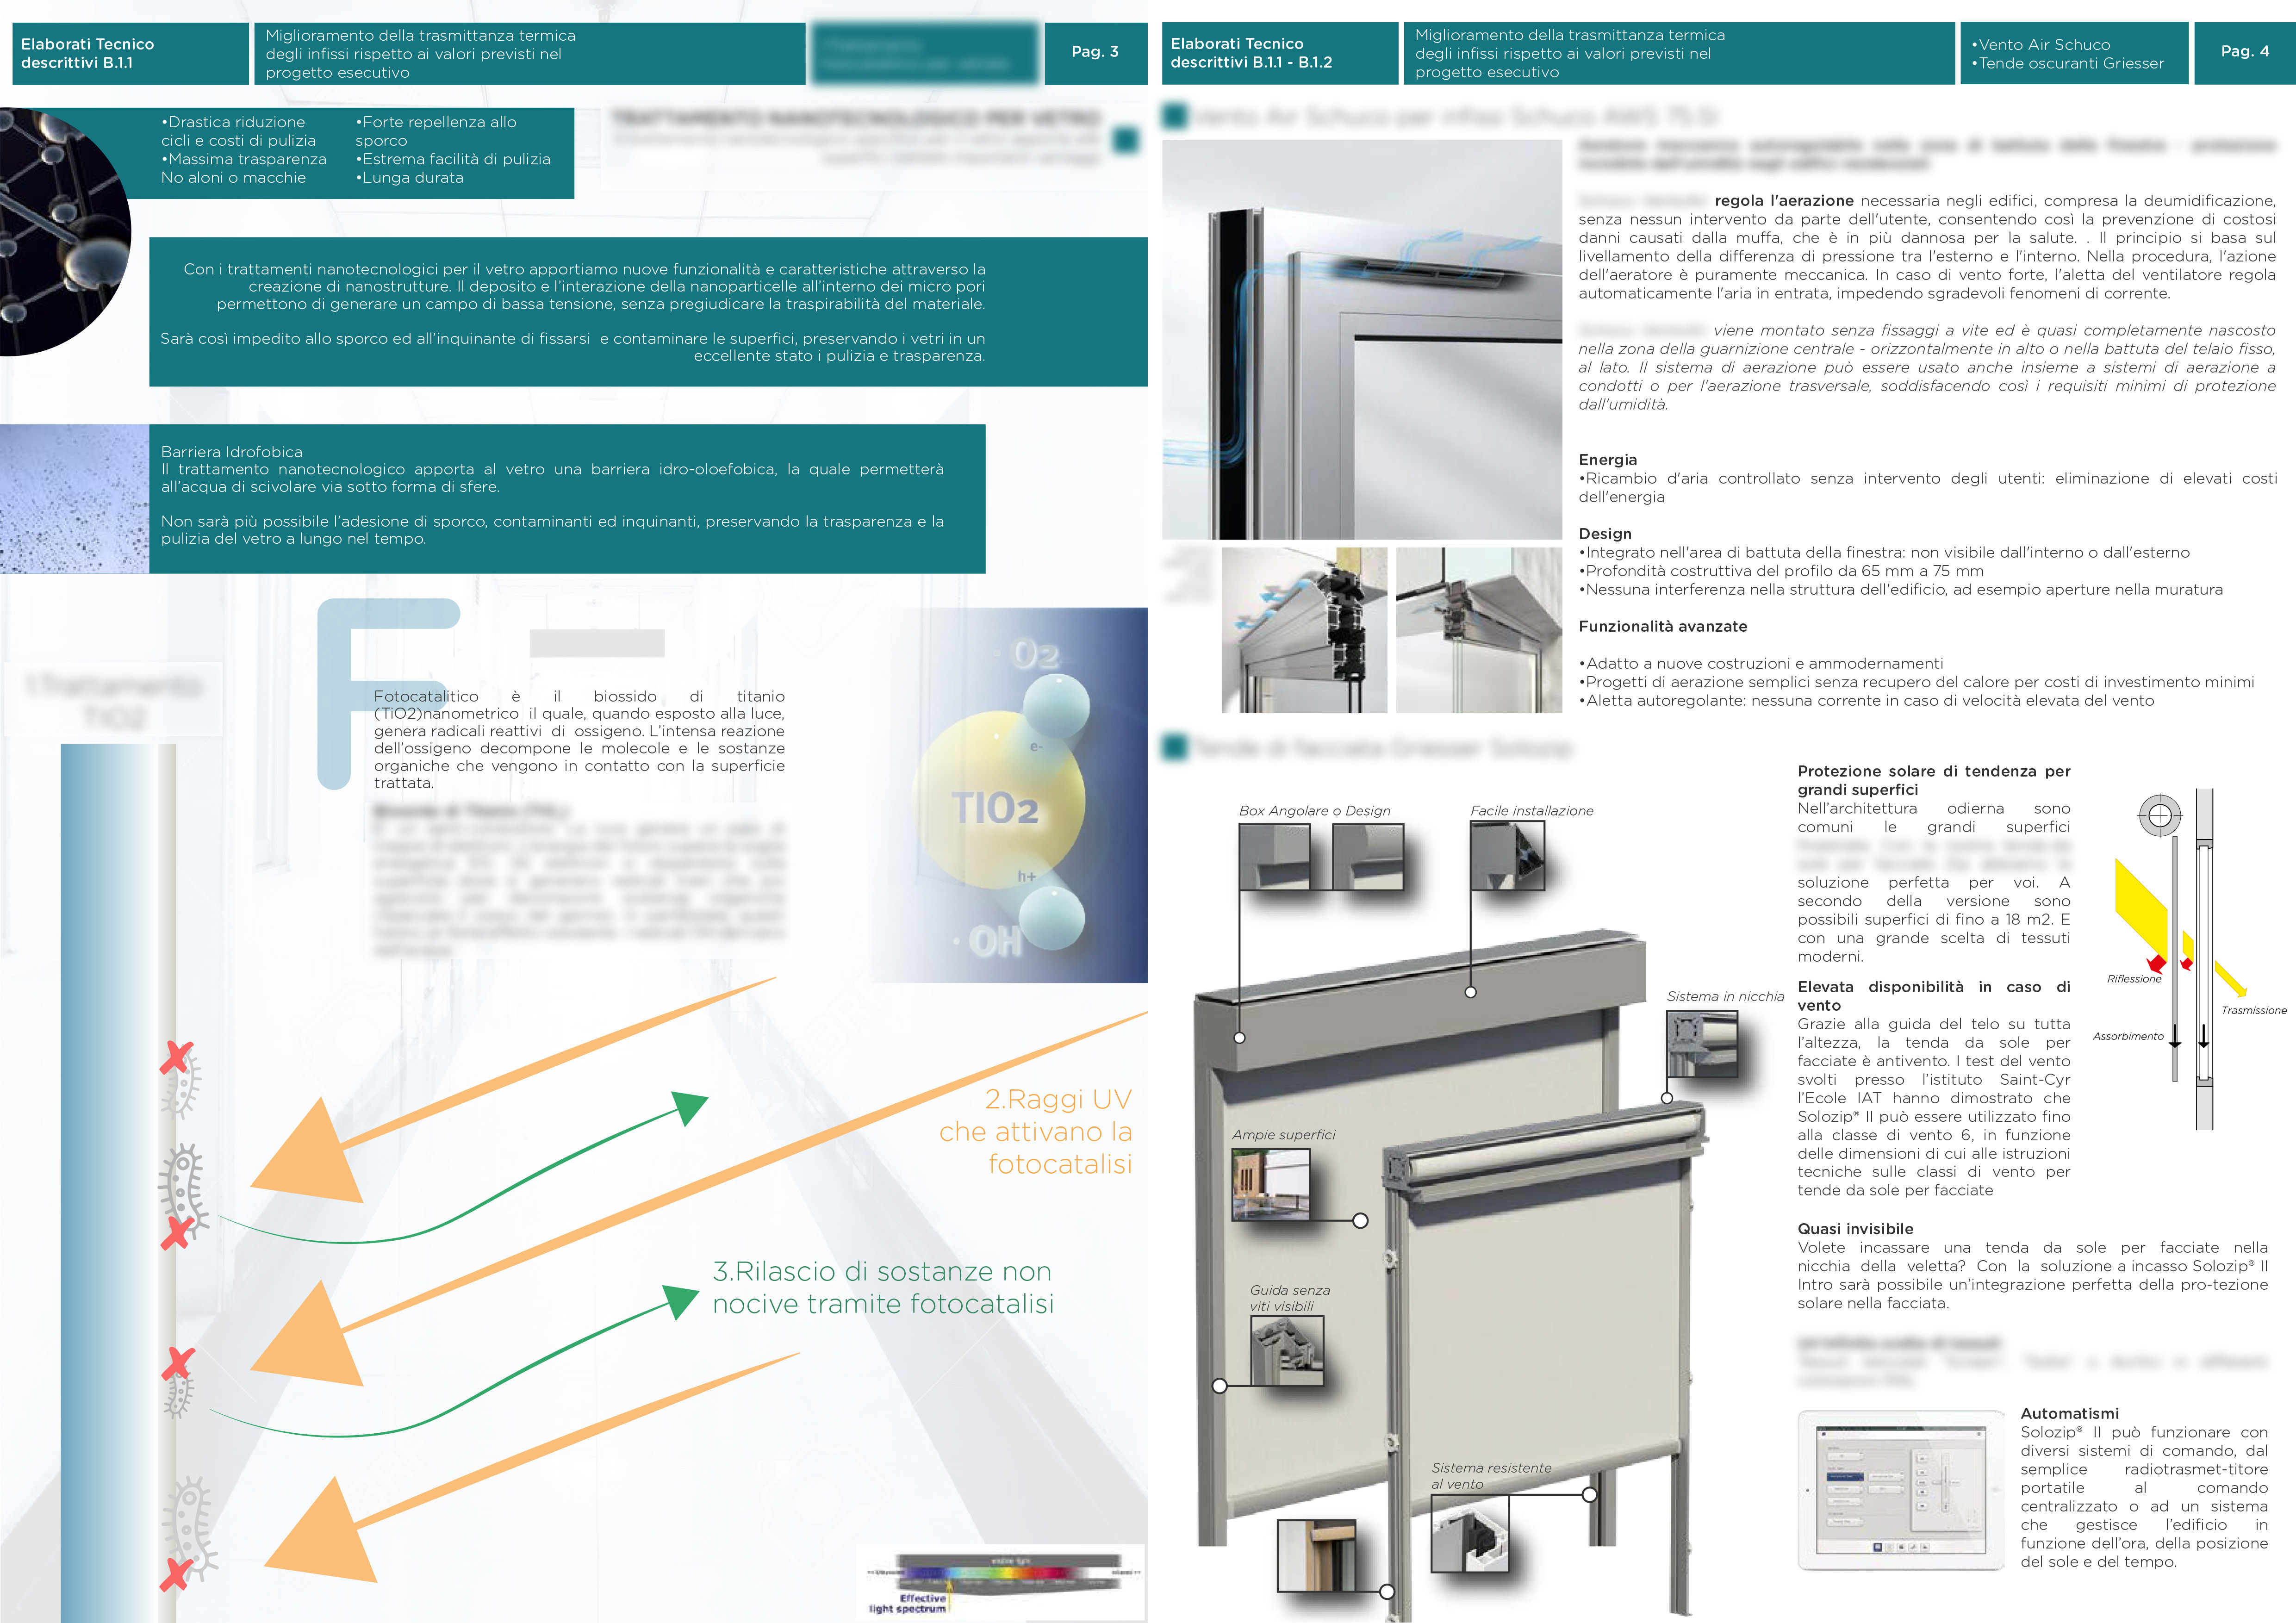 Elaborati Tecnico
descrittivi B.1.1
Miglioramento della trasmittanza termica
degli infissi rispetto ai valori previsti nel
progetto esecutivo
Pag. 3
•Drastica riduzione
cicli e costi di pulizia
•Massima trasparenza
No aloni o macchie
•Forte repellenza allo
sporco
•Estrema facilità di pulizia
•Lunga durata
TRATTAMENTO NANOTECNOLOGICO PER VETRO
Con i trattamenti nanotecnologici per il vetro apportiamo nuove funzionalità e caratteristiche attraverso la
creazione di nanostrutture. Il deposito e l'interazione della nanoparticelle all'interno dei micro pori
permettono di generare un campo di bassa tensione, senza pregiudicare la traspirabilità del materiale.
Sarà così impedito allo sporco ed all'inquinante di fissarsi e contaminare le superfici, preservando i vetri in un
eccellente stato i pulizia e trasparenza.
Barriera Idrofobica
Il trattamento nanotecnologico apporta al vetro una barriera idro-oloefobica, la quale permetterà
all'acqua di scivolare via sotto forma di sfere.
Non sarà più possibile l'adesione di sporco, contaminanti ed inquinanti, preservando la trasparenza e la
pulizia del vetro a lungo nel tempo.
1.Trattamento
TiO2
F
Fotocatalitico è il biossido di titanio
(TiO2)nanometrico il quale, quando esposto alla luce,
genera radicali reattivi di ossigeno. L'intensa reazione
dell'ossigeno decompone le molecole e le sostanze
organiche che vengono in contatto con la superficie
trattata.
· O2
e-
TIO2
h+
· OH
2.Raggi UV
che attivano la
fotocatalisi
3.Rilascio di sostanze non
nocive tramite fotocatalisi
Effective
light spectrum
Elaborati Tecnico
descrittivi B.1.1 - B.1.2
Miglioramento della trasmittanza termica
degli infissi rispetto ai valori previsti nel
progetto esecutivo
•Vento Air Schuco
•Tende oscuranti Griesser
Pag. 4
Vento Air Schuco per infissi Schuco AWS 75.SI
regola l'aerazione necessaria negli edifici, compresa la deumidificazione,
senza nessun intervento da parte dell'utente, consentendo così la prevenzione di costosi
danni causati dalla muffa, che è in più dannosa per la salute. . Il principio si basa sul
livellamento della differenza di pressione tra l'esterno e l'interno. Nella procedura, l'azione
dell'aeratore è puramente meccanica. In caso di vento forte, l'aletta del ventilatore regola
automaticamente l'aria in entrata, impedendo sgradevoli fenomeni di corrente.
viene montato senza fissaggi a vite ed è quasi completamente nascosto
nella zona della guarnizione centrale - orizzontalmente in alto o nella battuta del telaio fisso,
al lato. Il sistema di aerazione può essere usato anche insieme a sistemi di aerazione a
condotti o per l'aerazione trasversale, soddisfacendo così i requisiti minimi di protezione
dall'umidità.
Energia
•Ricambio d'aria controllato senza intervento degli utenti: eliminazione di elevati costi
dell'energia
Design
•Integrato nell'area di battuta della finestra: non visibile dall'interno o dall'esterno
•Profondità costruttiva del profilo da 65 mm a 75 mm
•Nessuna interferenza nella struttura dell'edificio, ad esempio aperture nella muratura
Funzionalità avanzate
•Adatto a nuove costruzioni e ammodernamenti
•Progetti di aerazione semplici senza recupero del calore per costi di investimento minimi
•Aletta autoregolante: nessuna corrente in caso di velocità elevata del vento
Tende di facciata Griesser Solozip
Box Angolare o Design
Facile installazione
Sistema in nicchia
Ampie superfici
Guida senza
viti visibili
Sistema resistente
al vento
Protezione solare di tendenza per
grandi superfici
Nell'architettura odierna sono
comuni le grandi superfici
soluzione perfetta per voi. A
secondo della versione sono
possibili superfici di fino a 18 m2. E
con una grande scelta di tessuti
moderni.
Elevata disponibilità in caso di
vento
Grazie alla guida del telo su tutta
l'altezza, la tenda da sole per
facciate è antivento. I test del vento
svolti presso l'istituto Saint-Cyr
l'Ecole IAT hanno dimostrato che
Solozip® II può essere utilizzato fino
alla classe di vento 6, in funzione
delle dimensioni di cui alle istruzioni
tecniche sulle classi di vento per
tende da sole per facciate
Riflessione
Trasmissione
Assorbimento
Quasi invisibile
Volete incassare una tenda da sole per facciate nella
nicchia della veletta? Con la soluzione a incasso Solozip® II
Intro sarà possibile un'integrazione perfetta della pro-tezione
solare nella facciata.
Automatismi
Solozip® II può funzionare con
diversi sistemi di comando, dal
semplice radiotrasmet-titore
portatile al comando
centralizzato o ad un sistema
che gestisce l'edificio in
funzione dell'ora, della posizione
del sole e del tempo.